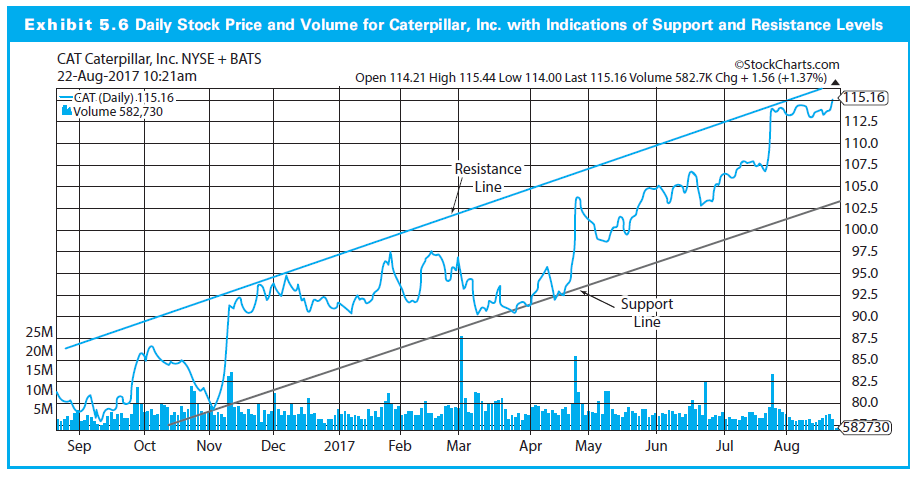 Exhibit 5.6 Daily Stock Price and Volume for Caterpillar, Inc. with Indications of Support and Resistance Levels
CAT Caterpillar, Inc. NYSE + BATS
©StockCharts.com
22-Aug-2017 10:21am
Open 114.21 High 115.44 Low 114.00 Last 115.16 Volume 582.7K Chg + 1.56 (+1.37%)
CAT (Daki) 115.16
Volume 582,730
115.16
112.5
110.0
107.5
105.0
102.5
100.0
97.5
95.0
92.5
90.0
87.5
85.0
82.5
80.0
582730
Resistance
Line
Support
Line
25M
20M
15M
10M
5M
Sep Oct Nov Dec 2017 Feb Mar Apr May Jun Jul Aug